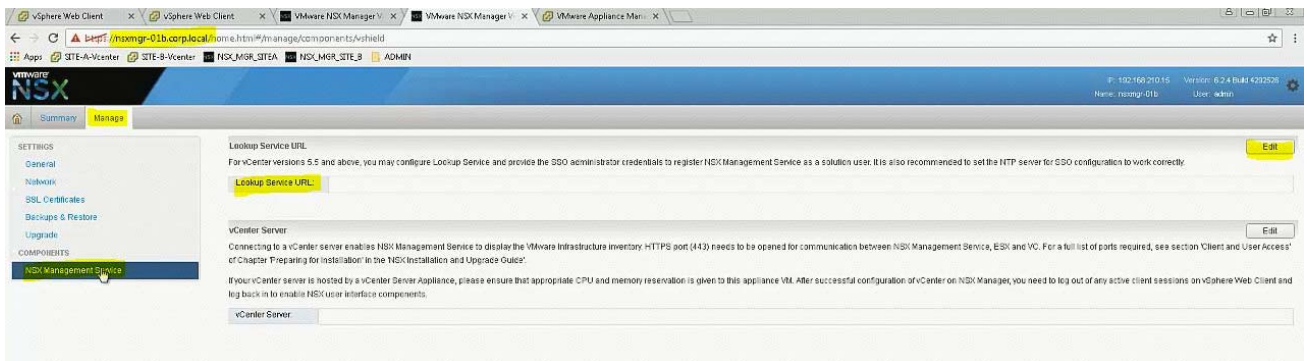 vSphere Web Client
vSphere Web Client
VMware NSX Manager V
VMware NSX Manager V
VMware Appliance Man
https://nsxmgr-01b.corp.local/home.html#/manage/components/vshield
Apps SITE-A-Vcenter SITE-B-Vcenter NSX_MGR_SITEA NSX_MGR_SITE_B ADMIN
vmware
NSX
IP: 192.168.210.15 Version: 6.2.4 Build 4292526
Name: nsxmgr-01b User: admin
Summary Manage
SETTINGS
General
Network
SSL Certificates
Backups & Restore
Upgrade
COMPONENTS
NSX Management Service
Lookup Service URL
Edit
For vCenter versions 5.5 and above, you may configure Lookup Service and provide the SSO administrator credentials to register NSX Management Service as a solution user. It is also recommended to set the NTP server for SSO configuration to work correctly.
Lookup Service URL:
vCenter Server
Edit
Connecting to a vCenter server enables NSX Management Service to display the VMware Infrastructure inventory. HTTPS port (443) needs to be opened for communication between NSX Management Service, ESX and VC. For a full list of ports required, see section 'Client and User Access'
of Chapter 'Preparing for Installation' in the 'NSX Installation and Upgrade Guide'.
If your vCenter server is hosted by a vCenter Server Appliance, please ensure that appropriate CPU and memory reservation is given to this appliance VM. After successful configuration of vCenter on NSX Manager, you need to log out of any active client sessions on vSphere Web Client and
log back in to enable NSX user interface components.
vCenter Server: